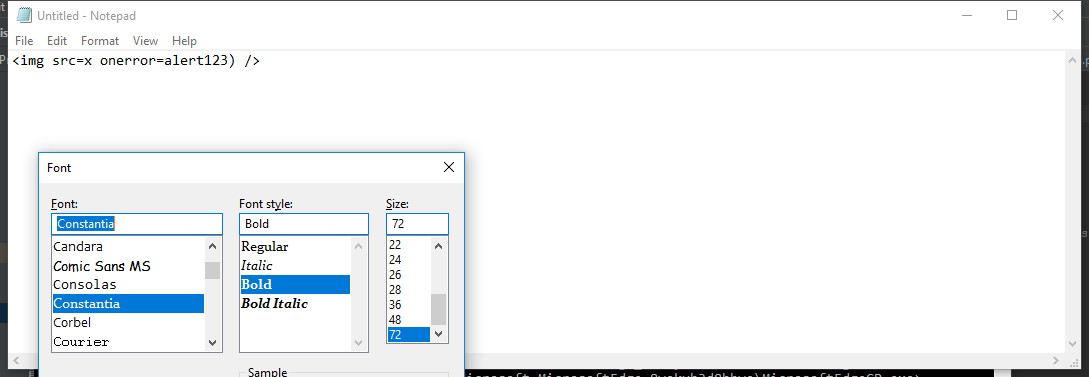 Untitled - Notepad
File Edit Format View Help
<img src=x onerror=alert123) />
Font
Font: Font style: Size:
Constantia Bold 72
Candara Regular 22
Comic Sans MS Italic 24
Consolas Bold 26
Constantia Bold Italic 28
Corbel 36
Courier 48
72
Sample